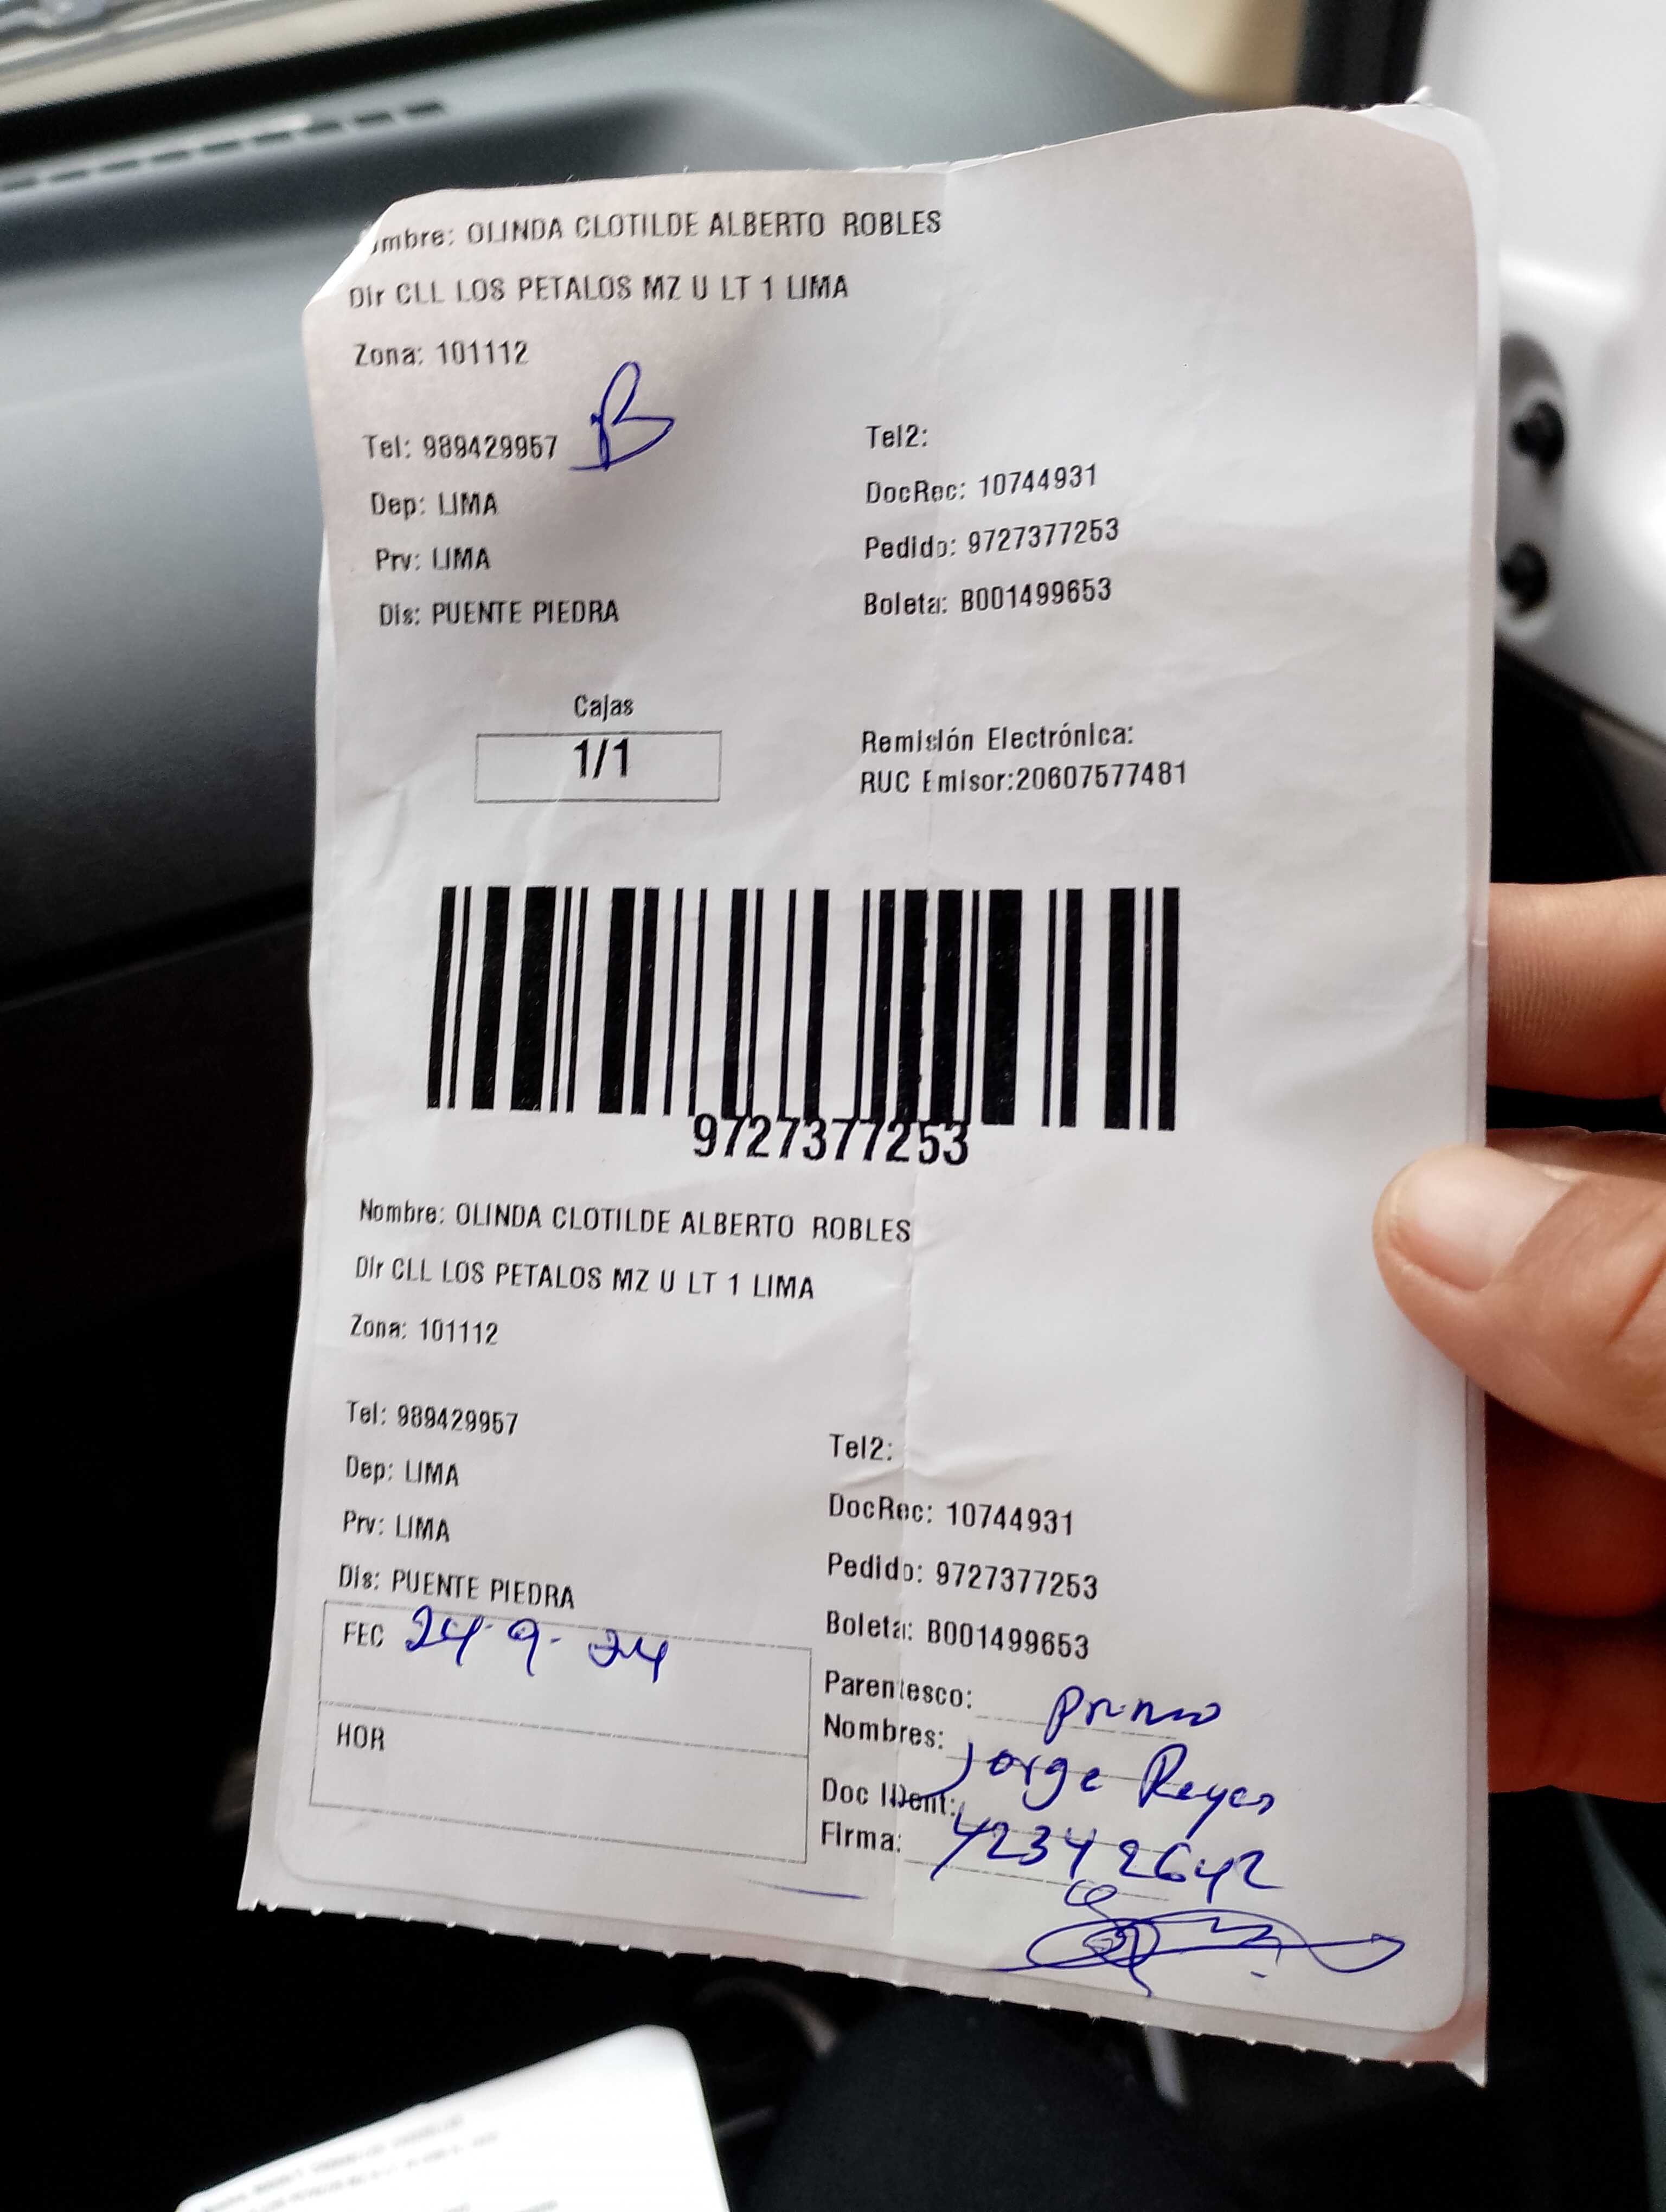 mbre: OLINDA CLOTILDE ALBERTO ROBLES
Dir CLL LOS PETALOS MZ U LT 1 LIMA
Zona: 101112
B
Tel: 989429957
Tel2:
Dep: LIMA
DocRec: 10744931
Prv: LIMA
Pedido: 9727377253
Dis: PUENTE PIEDRA
Boleta: B001499653
Cajas
1/1
Remisión Electrónica:
RUC Emisor:20607577481
9727377253
Nombre: OLINDA CLOTILDE ALBERTO ROBLES
Dir CLL LOS PETALOS MZ U LT 1 LIMA
Zona: 101112
Tel: 989429957
Tel2:
Dep: LIMA
DocRec: 10744931
Prv: LIMA
Pedido: 9727377253
Dis: PUENTE PIEDRA
Boleta: B001499653
FEC 24-9-24
HOR
Parentesco: primo
Nombres: Jorge Reyes
Doc IDent: 42342642
Firma: